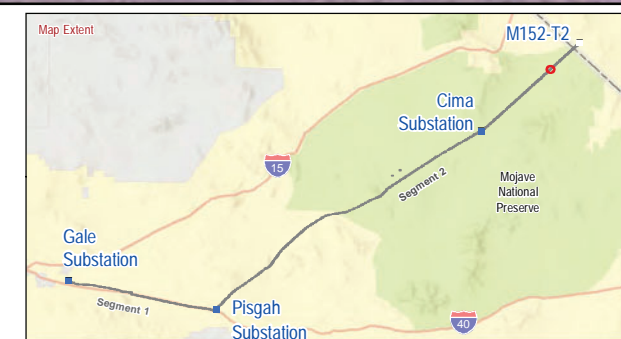 Map Extent
M152-T2
Cima
Substation
15
Segment 2
Mojave
National
Preserve
Gale
Substation
Segment 1
Pisgah
Substation
40